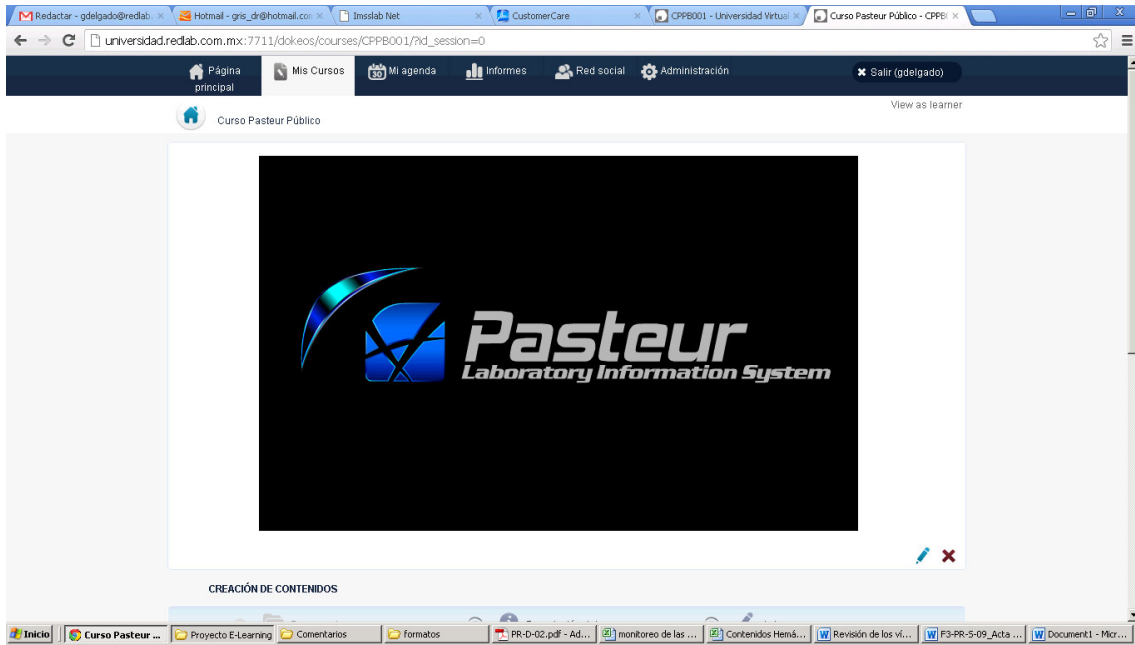 Redactar - gdelgado@redlab.
Hotmail - gris_dr@hotmail.con
Imsslab Net
CustomerCare
CPPB001 - Universidad Virtual
Curso Pasteur Público - CPPB(
universidad.redlab.com.mx:7711/dokeos/courses/CPPB001/?id_session=0
Página principal
Mis Cursos
30
Mi agenda
Informes
Red social
Administración
Salir (gdelgado)
View as learner
Curso Pasteur Público
Pasteur
Laboratory Information System
CREACIÓN DE CONTENIDOS
Inicio
Curso Pasteur ...
Proyecto E-Learning
Comentarios
formatos
PR-D-02.pdf - Ad...
monitoreo de las ...
Contenidos Hemá...
Revisión de los ví...
F3-PR-S-09_Acta ...
Document1 - Micr...